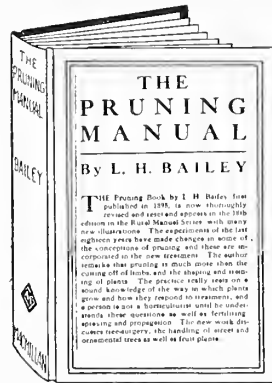 THE
PRUNING
MANUAL
BAILEY
MACMILLAN
THE
PRUNING
MANUAL
By L. H. BAILEY
THE Pruning Book by L. H. Bailey first
published in 1898, is now thoroughly
revised and reset and appears in the 18th
edition in the Rural Manual Series with many
new illustrations. The experiments of the last
eighteen years have made changes in some of
the conceptions of pruning and these are in-
corporated in the new treatment. The author
remarks that pruning is much more than the
cutting off of limbs, and the shaping and trim-
ing of plants. The practice really rests on a
sound knowledge of the way in which plants
grow and how they respond to treatment, and
a person is not a horticulturist until he under-
stands these questions as well as fertilizing
spraying and propagation. The new work dis-
cusses tree-surgery, the handling of street and
ornamental trees as well as fruit plants.